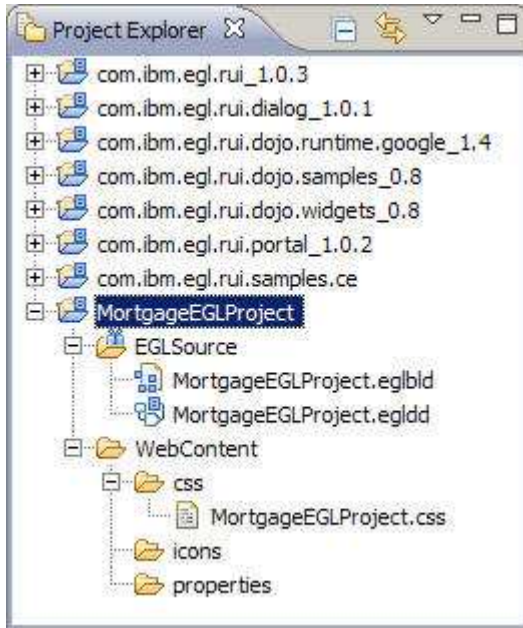 Project Explorer
com.ibm.egl.rui_1.0.3
com.ibm.egl.rui.dialog_1.0.1
com.ibm.egl.rui.dojo.runtime.google_1.4
com.ibm.egl.rui.dojo.samples_0.8
com.ibm.egl.rui.dojo.widgets_0.8
com.ibm.egl.rui.portal_1.0.2
com.ibm.egl.rui.samples.ce
MortgageEGLProject
EGLSource
MortgageEGLProject.eglbld
MortgageEGLProject.egldd
WebContent
css
MortgageEGLProject.css
icons
properties